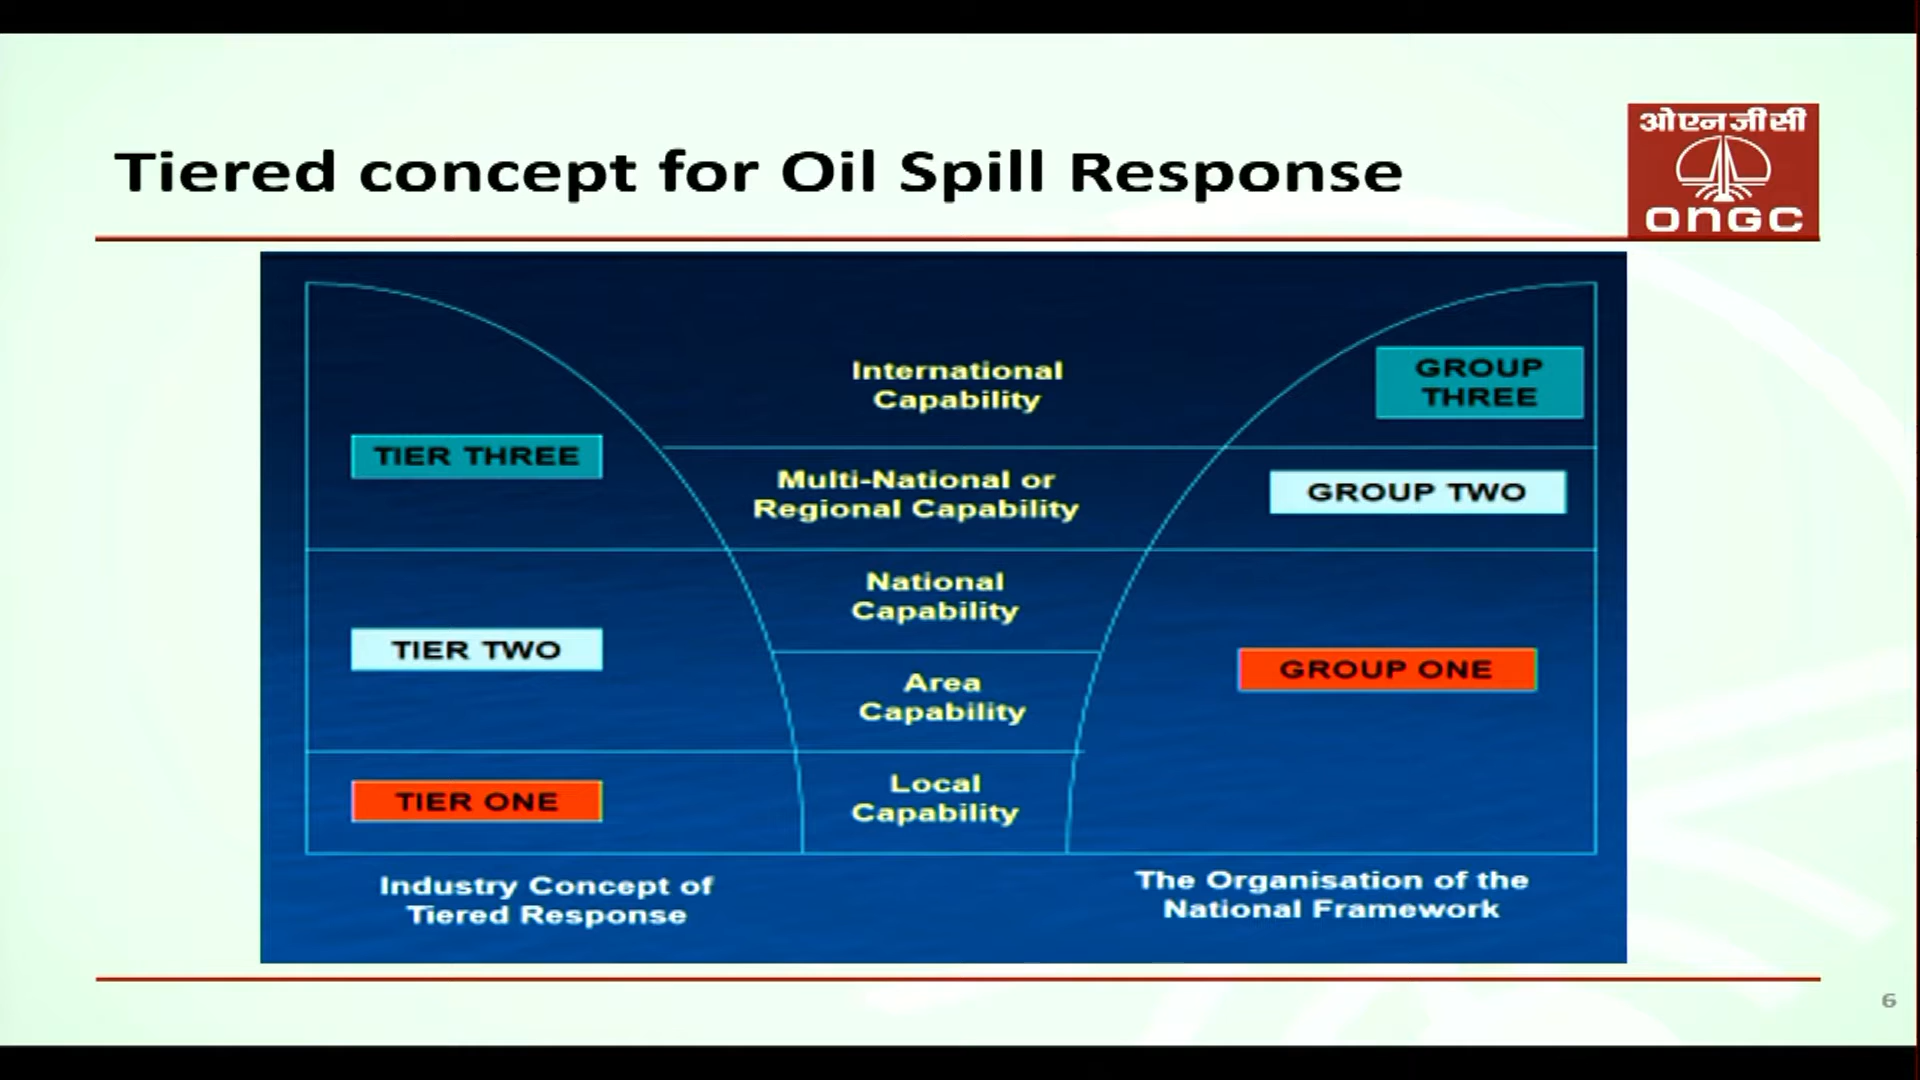 Tiered concept for Oil Spill Response
ओएनजीसी
ONGC
International
Capability
GROUP
THREE
TIER THREE
Multi-National or
Regional Capability
GROUP TWO
National
Capability
TIER TWO
GROUP ONE
Area
Capability
TIER ONE
Local
Capability
Industry Concept of
Tiered Response
The Organisation of the
National Framework
6